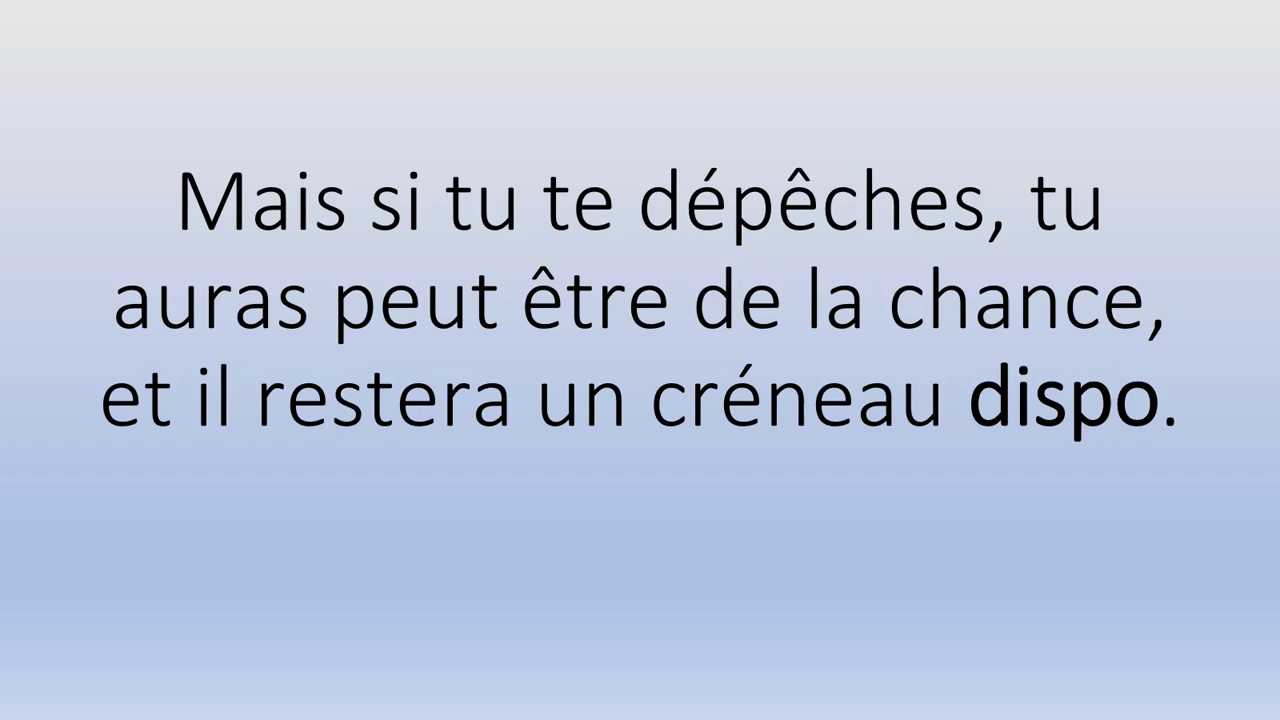 Mais si tu te dépêches, tu
auras peut être de la chance,
et il restera un créneau dispo.